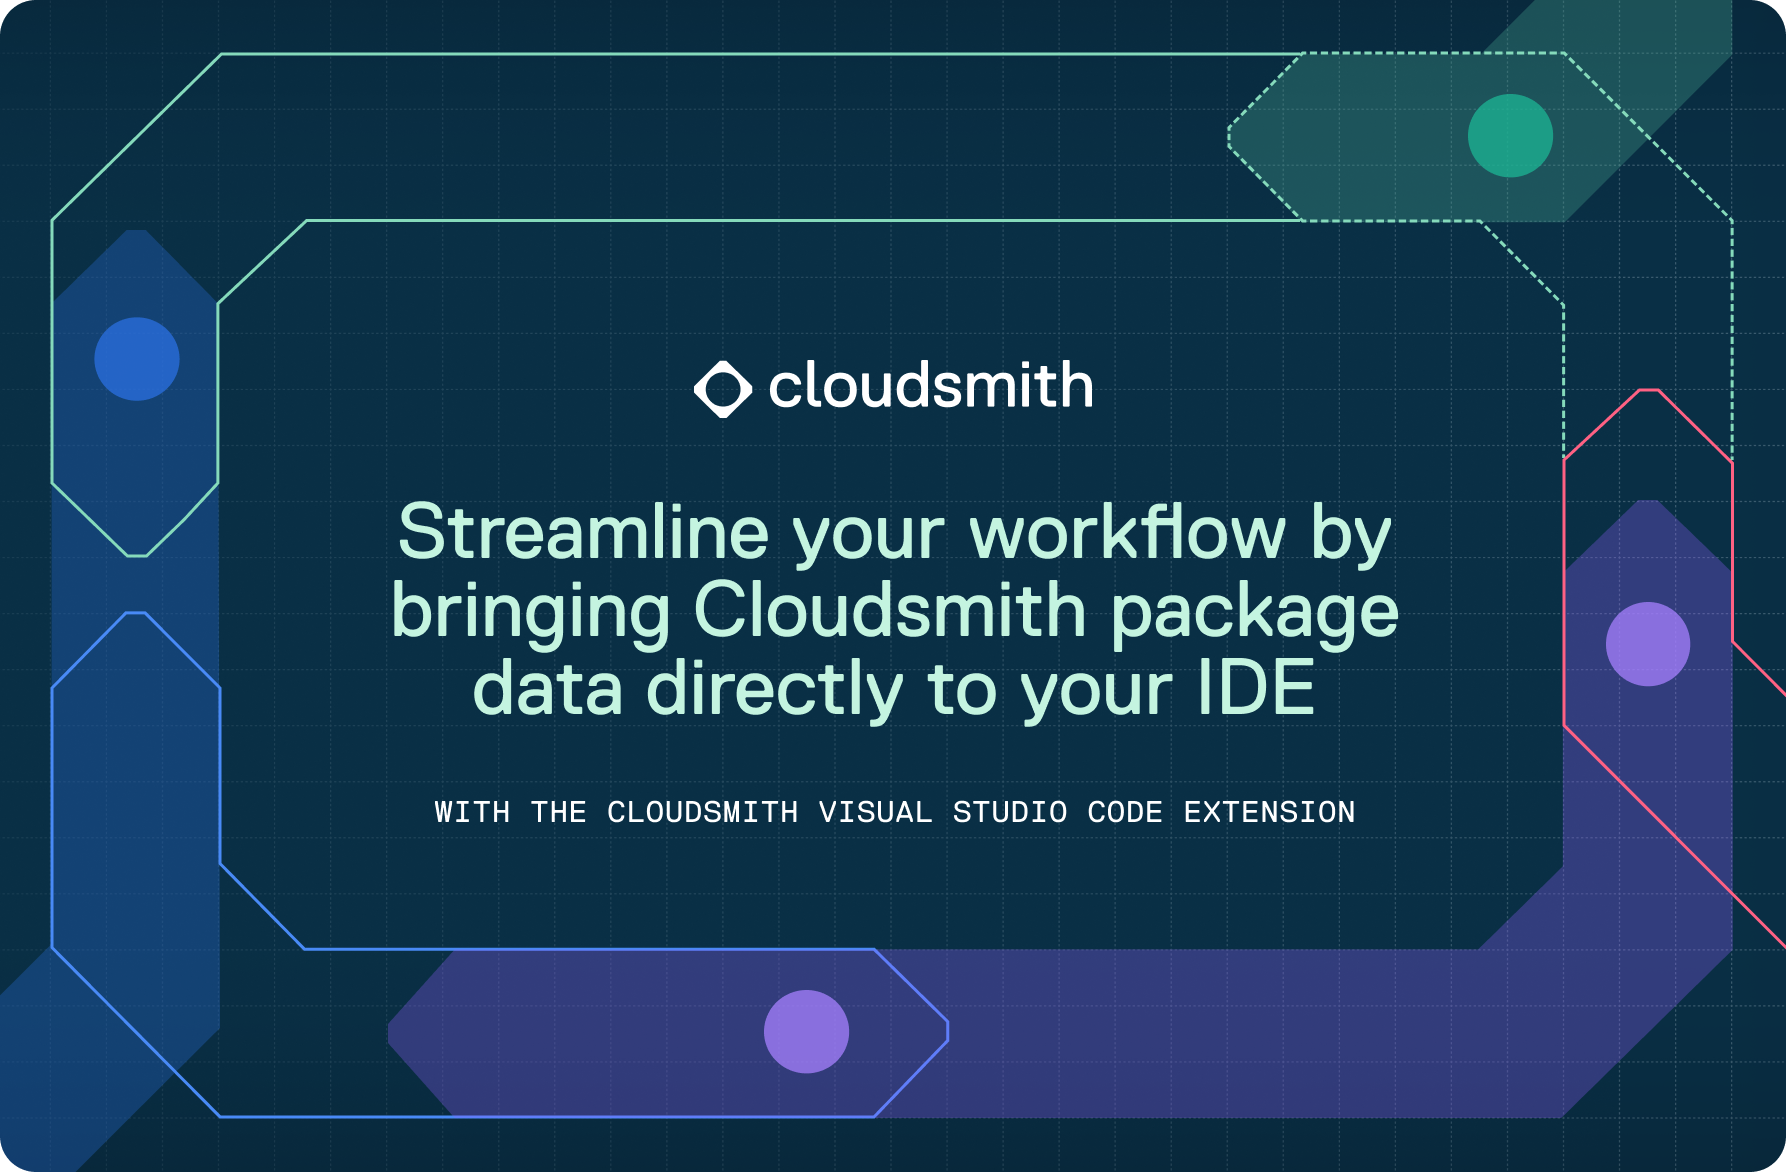 cloudsmith
Streamline your workflow by
bringing Cloudsmith package
data directly to your IDE
WITH THE CLOUDSMITH VISUAL STUDIO CODE EXTENSION